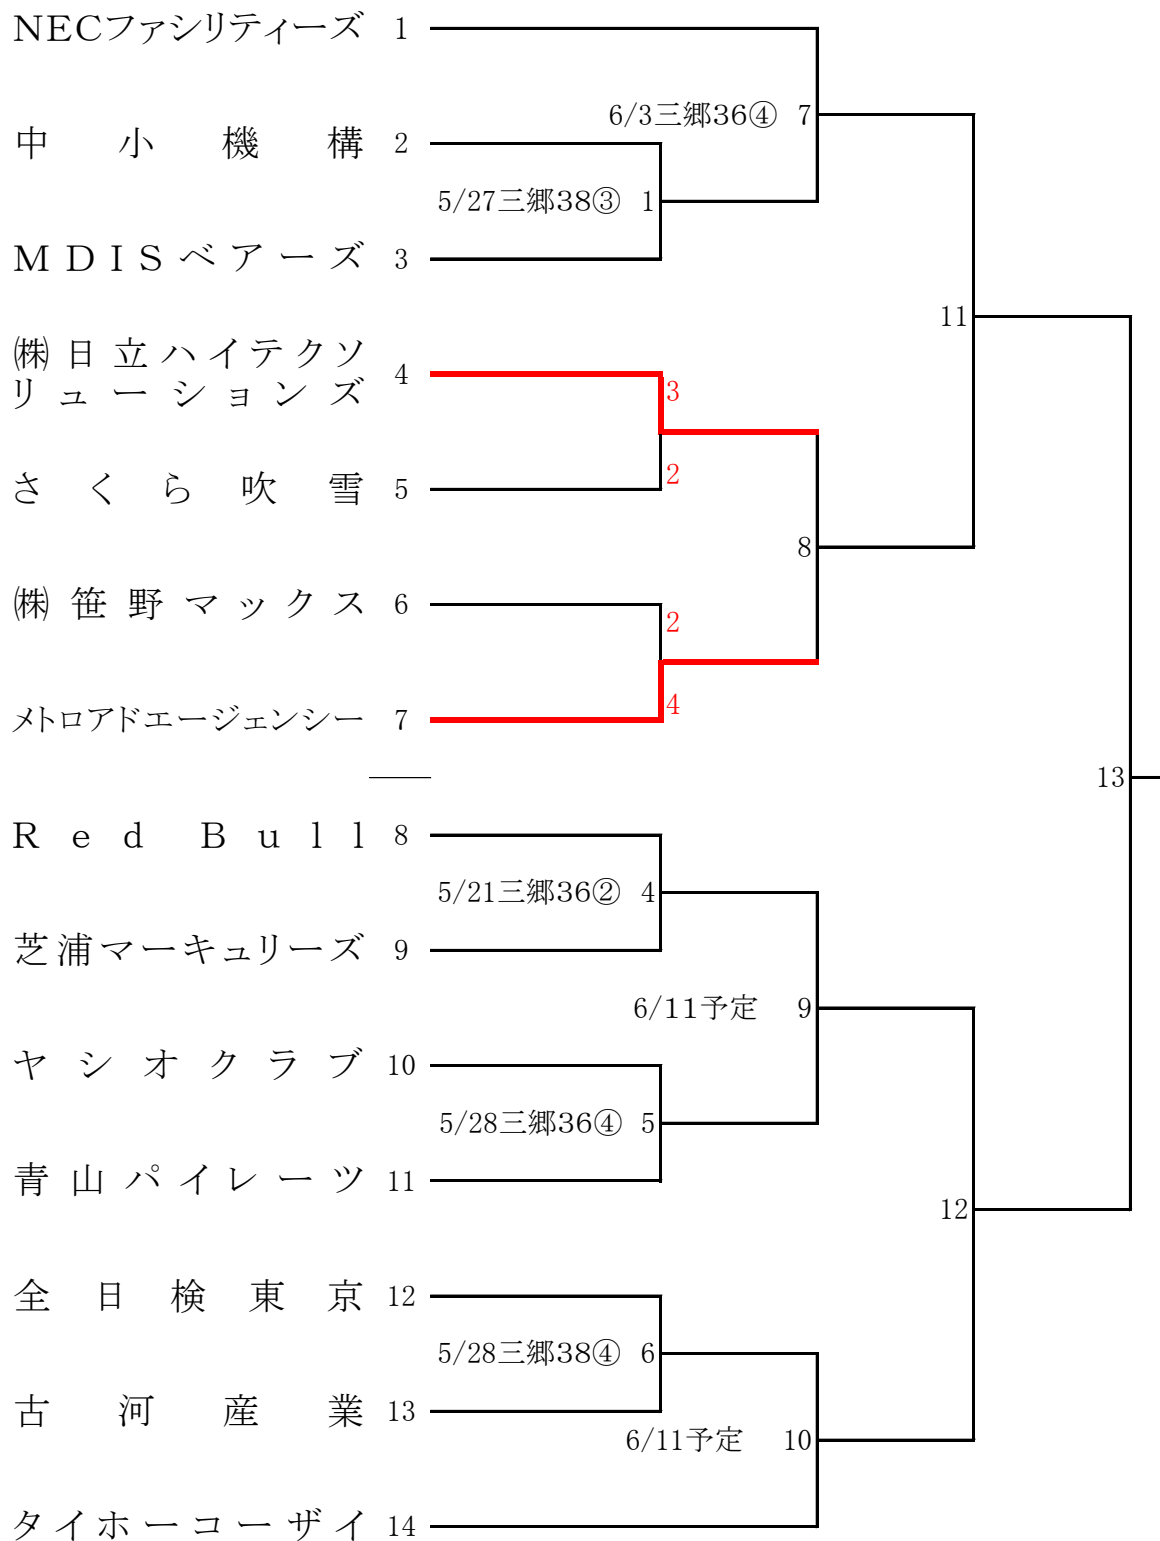 NECファシリティーズ 1
6/3三郷36④ 7
中小機構 2
5/27三郷38③ 1
MDISベアーズ 3
11
㈱日立ハイテクソ
リューションズ
4
3
さくら吹雪 5
2
8
㈱笹野マックス 6
2
メトロアドエージェンシー 7
4
13
Red Bull 8
5/21三郷36② 4
芝浦マーキュリーズ 9
6/11予定 9
ヤシオクラブ 10
5/28三郷36④ 5
青山パイレーツ 11
12
全日検東京 12
5/28三郷38④ 6
古河産業 13
6/11予定 10
タイホーコーザイ 14